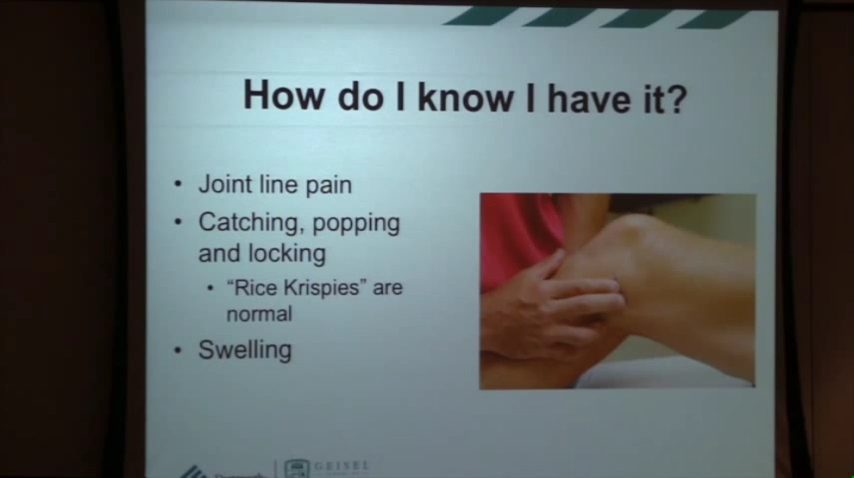 How do I know I have it?
• Joint line pain
• Catching, popping
and locking
• “Rice Krispies” are
normal
• Swelling
GEISEL